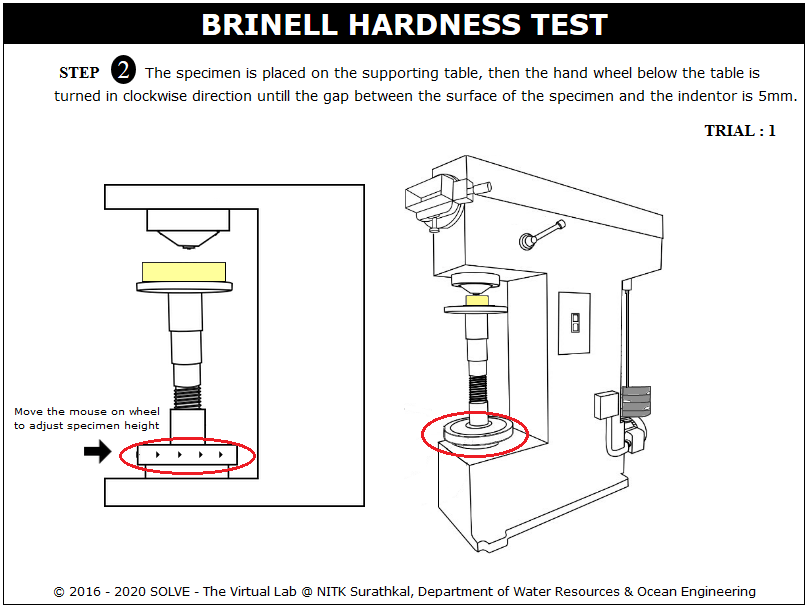 BRINELL HARDNESS TEST
STEP 2 The specimen is placed on the supporting table, then the hand wheel below the table is
turned in clockwise direction untill the gap between the surface of the specimen and the indentor is 5mm.
TRIAL : 1
Move the mouse on wheel
to adjust specimen height
© 2016 - 2020 SOLVE - The Virtual Lab @ NITK Surathkal, Department of Water Resources & Ocean Engineering